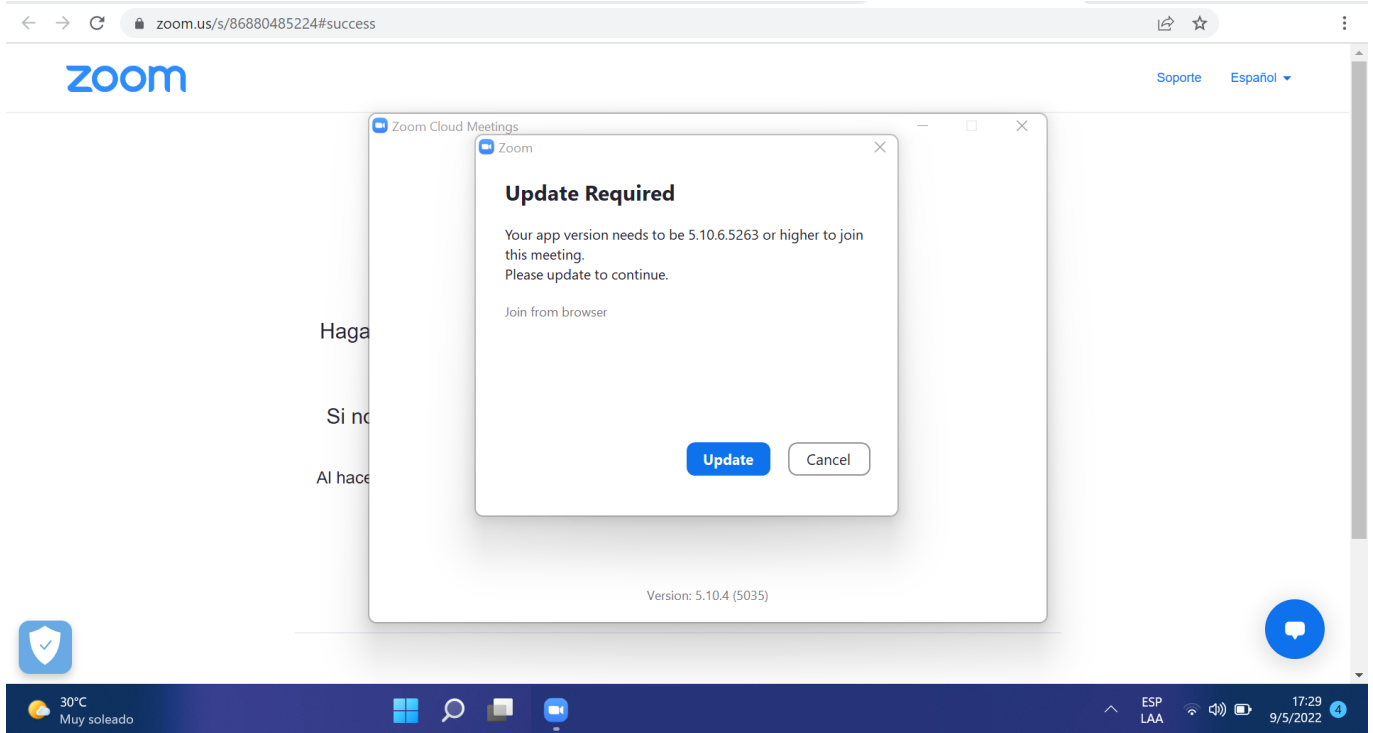 zoom.us/s/86880485224#success
zoom
Soporte Español
Zoom Cloud Meetings
Zoom
Update Required
Your app version needs to be 5.10.6.5263 or higher to join
this meeting.
Please update to continue.
Join from browser
Haga
Si no
Al hace
Update Cancel
Version: 5.10.4 (5035)
30°C
Muy soleado
ESP
LAA
17:29
9/5/2022
4